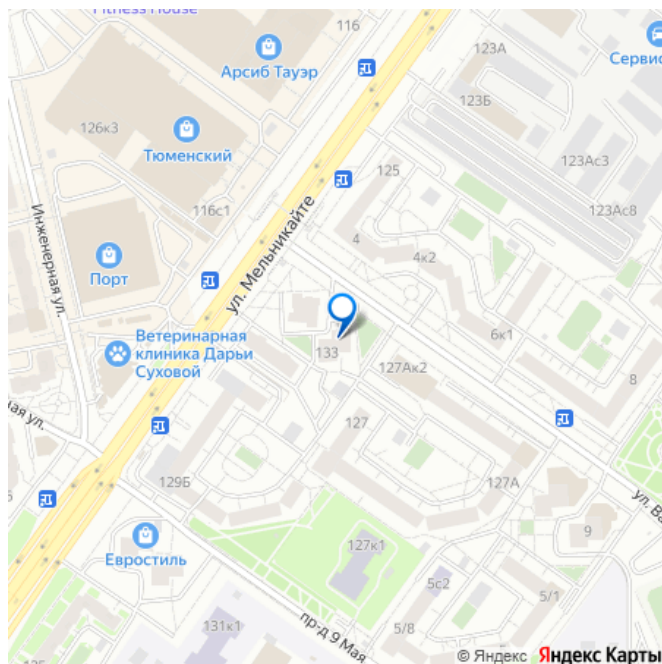 Fitness House
116
123А
Арсиб Тауэр
Сервис
123Б
126к3
Тюменский
125
123Ас3
116с1
123Ас8
Инженерная ул.
ул. Мельникайте
4
4к2
Порт
6к1
Ветеринарная
клиника Дарьи
Суховой
133
127Ак2
8
ная ул.
127
129Б
127А
ул. Ва
9
Евростиль
127к1
5с2
5/1
131к1
пр-д 9 Мая
5/8
© Яндекс Яндекс Карты